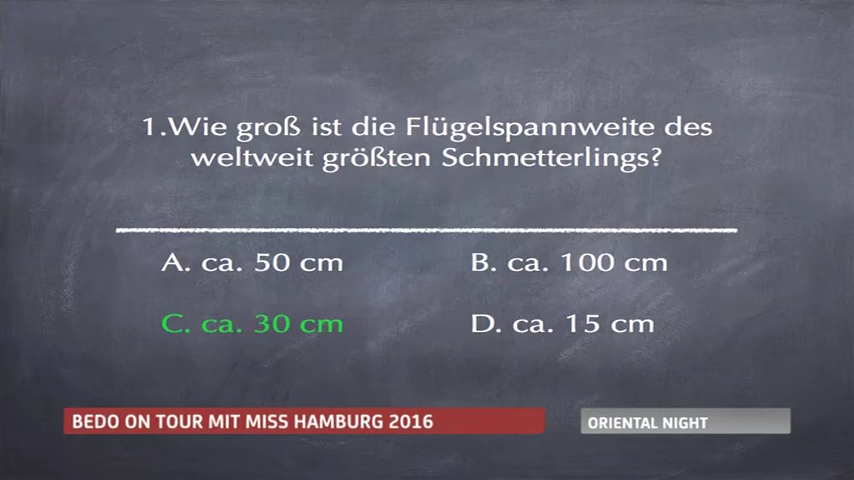 1.Wie groß ist die Flügelspannweite des
weltweit größten Schmetterlings?
A. ca. 50 cm
B. ca. 100 cm
C. ca. 30 cm
D. ca. 15 cm
BEDO ON TOUR MIT MISS HAMBURG 2016
ORIENTAL NIGHT